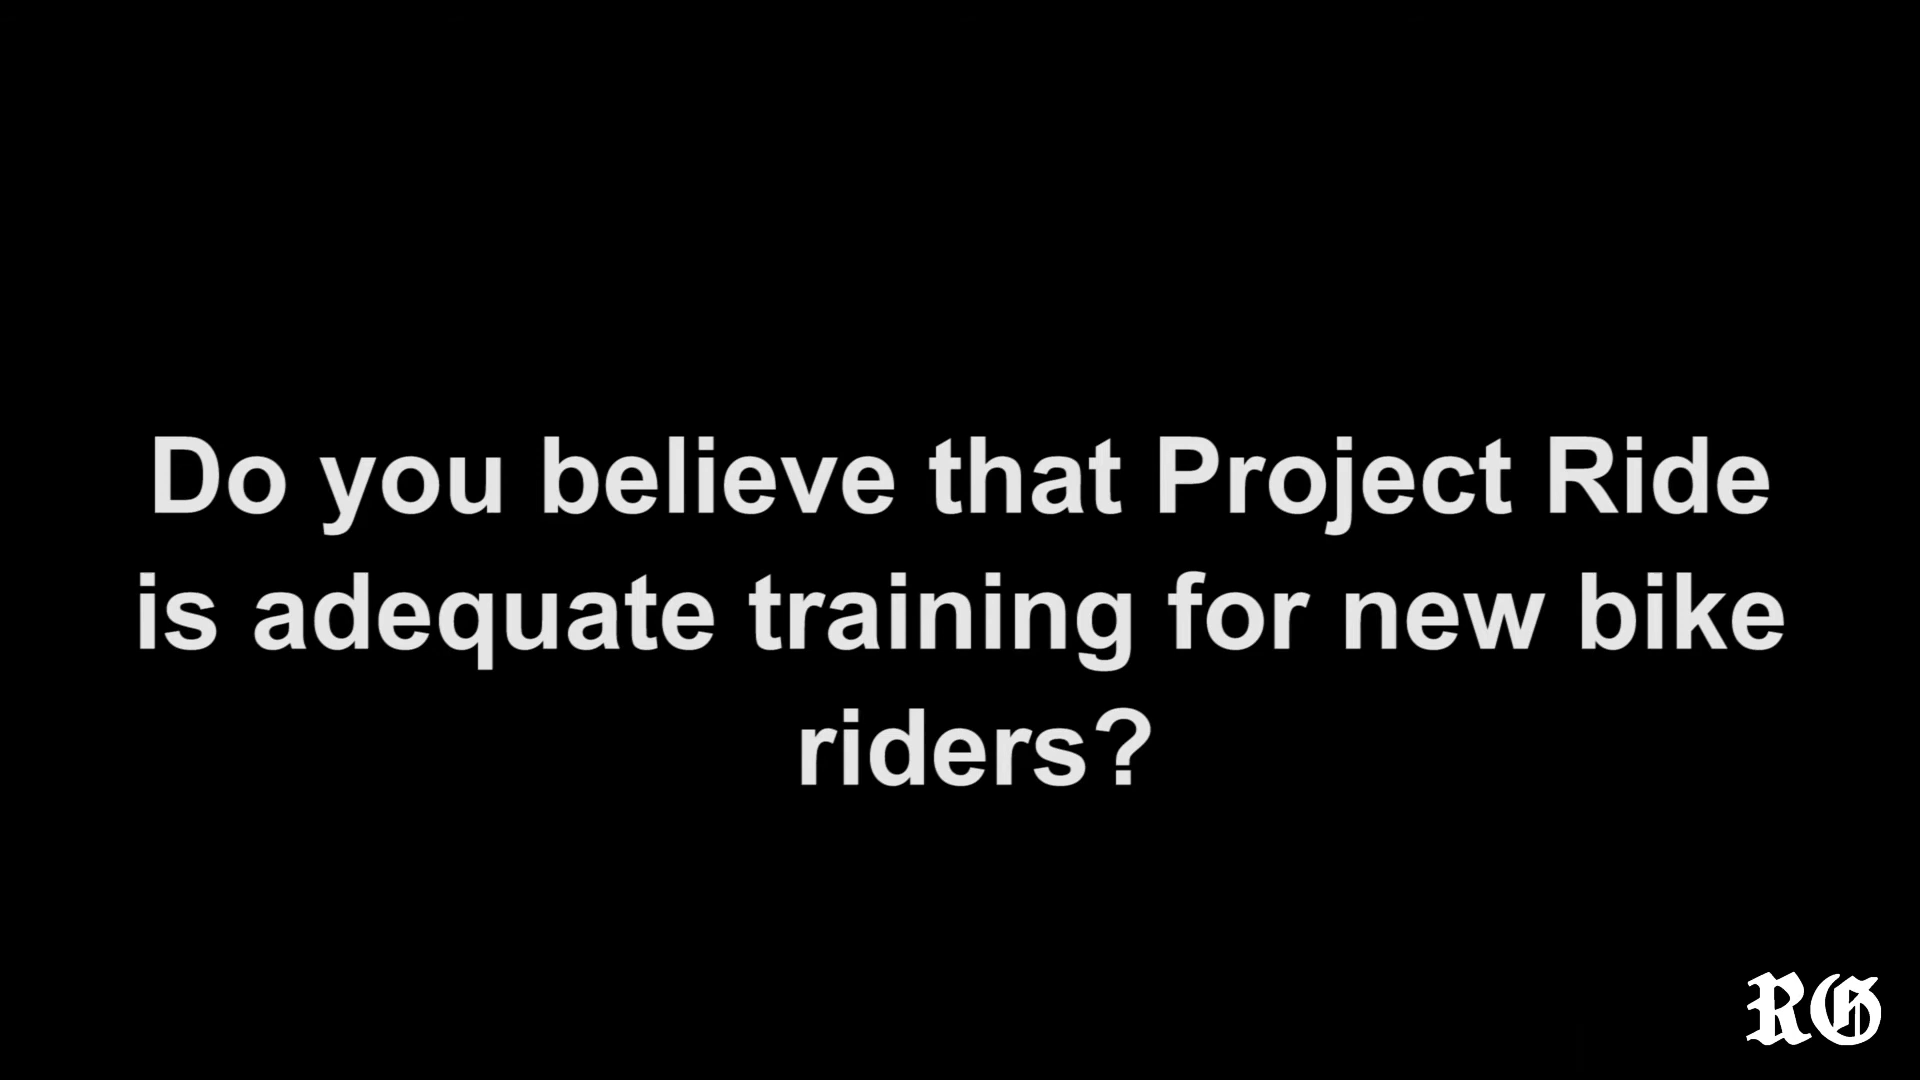 Do you believe that Project Ride
is adequate training for new bike
riders?
RG